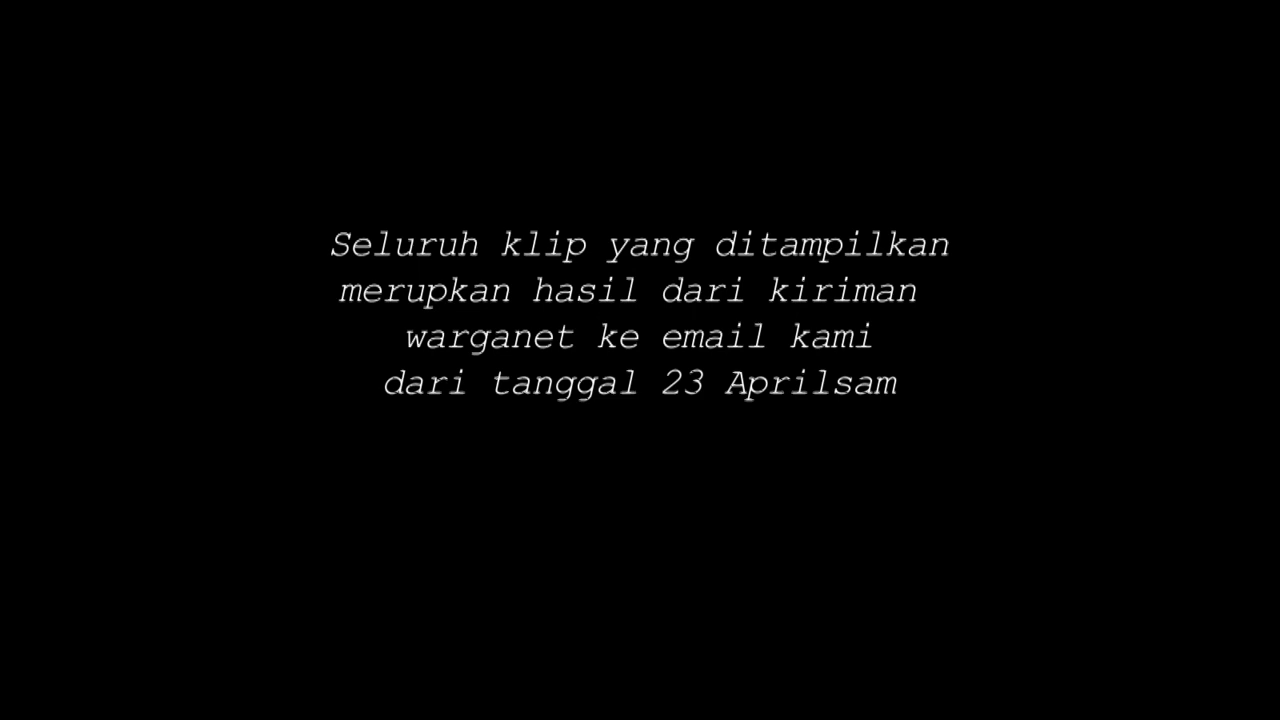 Seluruh klip yang ditampilkan
merupkan hasil dari kiriman
warganet ke email kami
dari tanggal 23 Aprilsam